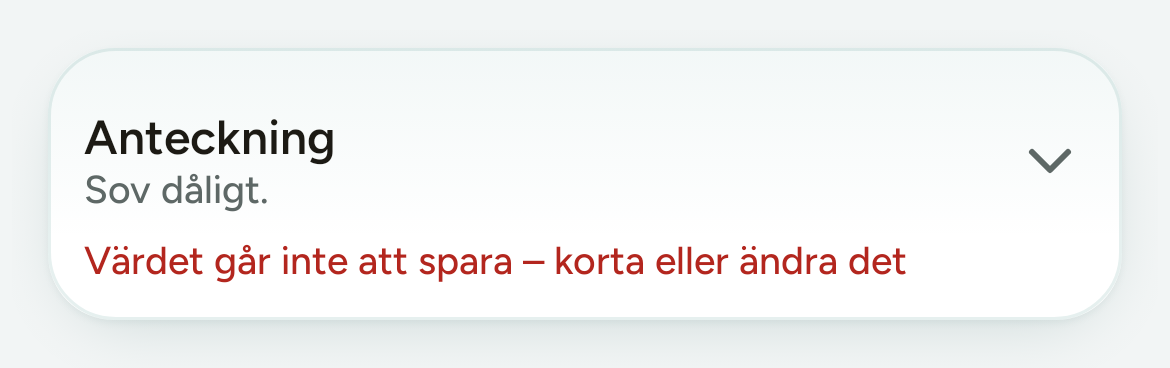 Anteckning
Sov dåligt.
Värdet går inte att spara – korta eller ändra det